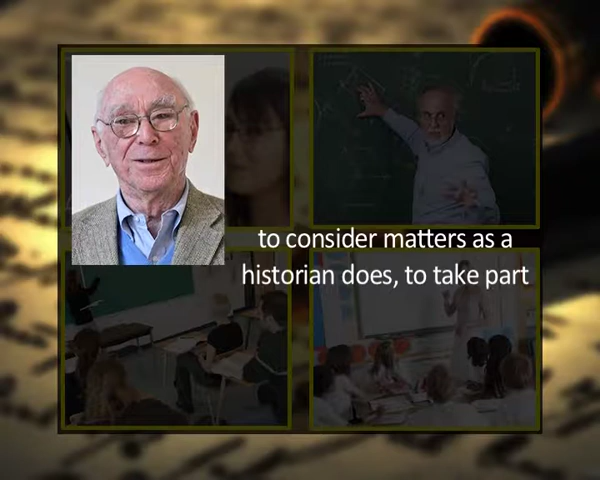 to consider matters as a
historian does, to take part